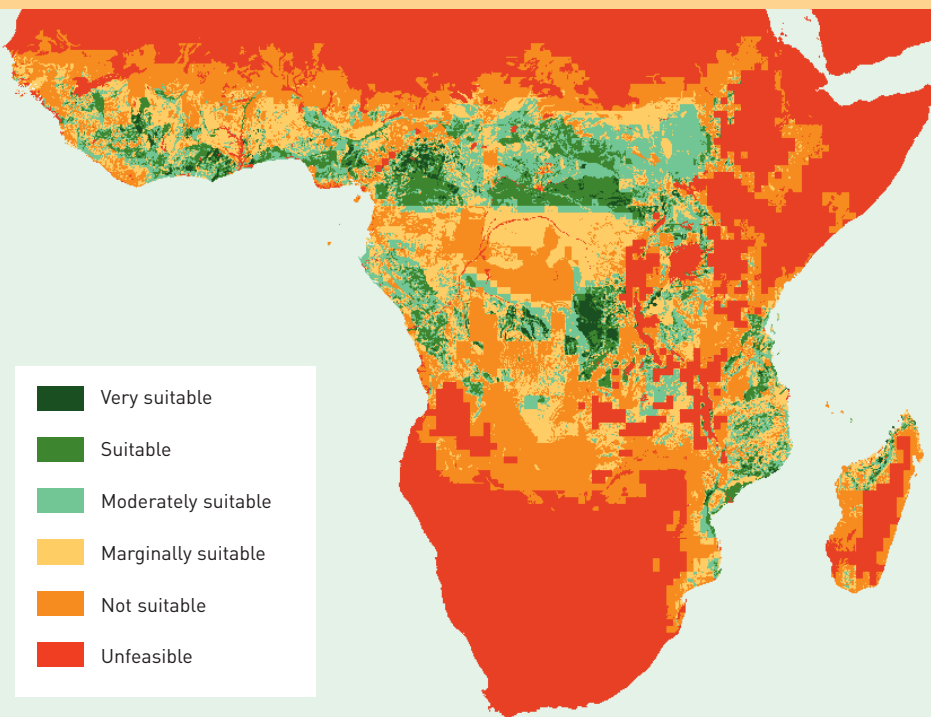 Very suitable
Suitable
Moderately suitable
Marginally suitable
Not suitable
Unfeasible